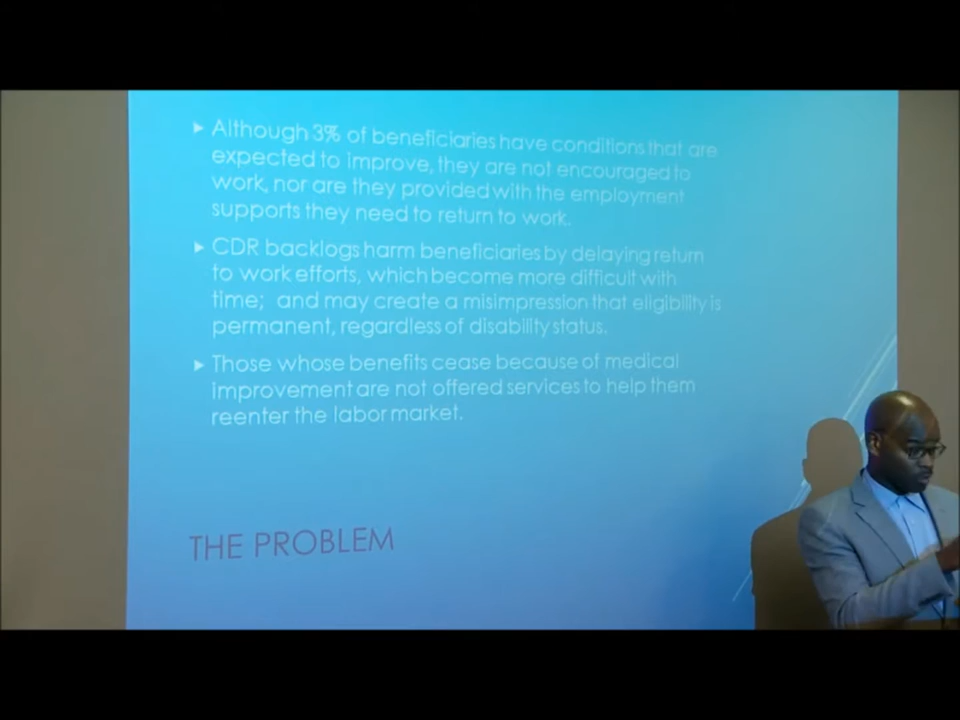 Although 3% of beneficiaries have conditions that are
expected to improve, they are not encouraged to
work, nor are they provided with the employment
supports they need to return to work.
CDR backlogs harm beneficiaries by delaying return
to work efforts, which become more difficult with
time; and may create a misimpression that eligibility is
permanent, regardless of disability status.
Those whose benefits cease because of medical
improvement are not offered services to help them
reenter the labor market.
THE PROBLEM